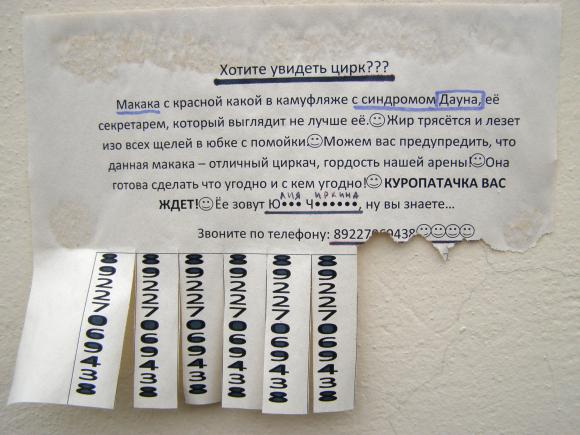 Хотите увидеть цирк???
Макака с красной какой в камуфляже с синдромом Дауна, её
секретарем, который выглядит не лучше её.☺Жир трясётся и лезет
изо всех щелей в юбке с помойки☺Можем вас предупредить, что
данная макака – отличный циркач, гордость нашей арены!☺Она
готова сделать что угодно и с кем угодно!☺КУРОПАТАЧКА ВАС
ЖДЕТ!☺Ёе зовут Ю●●● Ч●●●●●●, ну вы знаете...
Звоните по телефону: 89227069438☺☺☺☺
89227069438
89227069438
89227069438
89227069438
89227069438
89227069438